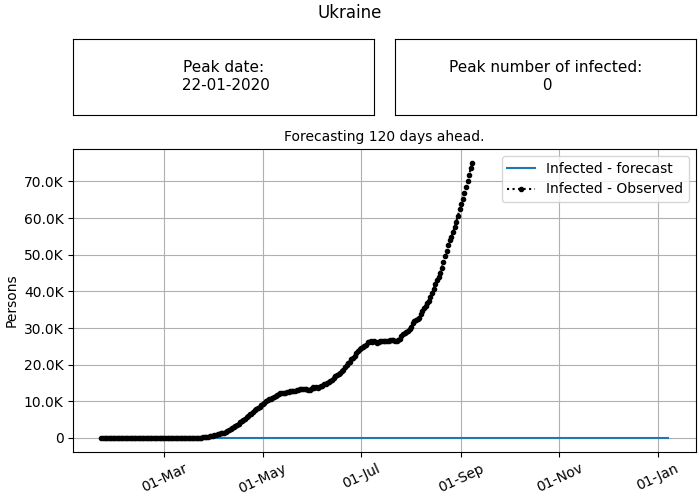 Ukraine
Peak date:
22-01-2020
Peak number of infected:
0
Forecasting 120 days ahead.
Infected - forecast
Infected - Observed
Persons
70.0K
60.0K
50.0K
40.0K
30.0K
20.0K
10.0K
0
01-Mar
01-May
01-Jul
01-Sep
01-Nov
01-Jan